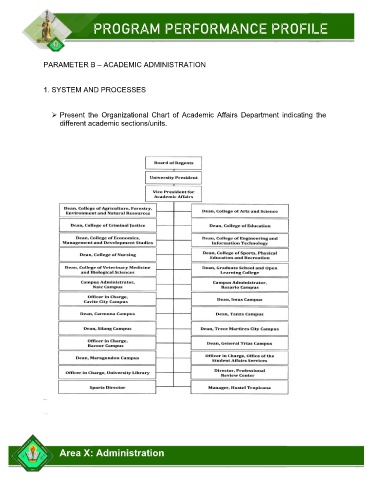 PROGRAM PERFORMANCE PROFILE
PARAMETER B – ACADEMIC ADMINISTRATION
1. SYSTEM AND PROCESSES
➢ Present the Organizational Chart of Academic Affairs Department indicating the
different academic sections/units.
Board of Regents
University President
Vice President for
Academic Affairs
Dean, College of Agriculture, Forestry,
Environment and Natural Resources
Dean, College of Arts and Science
Dean, College of Criminal Justice
Dean, College of Education
Dean, College of Economics,
Management and Development Studies
Dean, College of Engineering and
Information Technology
Dean, College of Nursing
Dean, College of Sports, Physical
Education and Recreation
Dean, College of Veterinary Medicine
and Biological Sciences
Dean, Graduate School and Open
Learning College
Campus Administrator,
Naic Campus
Campus Administrator,
Rosario Campus
Officer in Charge,
Cavite City Campus
Dean, Imus Campus
Dean, Carmona Campus
Dean, Tanza Campus
Dean, Silang Campus
Dean, Trece Martires City Campus
Officer in Charge,
Bacoor Campus
Dean, General Trias Campus
Dean, Maragondon Campus
Officer in Charge, Office of the
Student Affairs Services
Officer in Charge, University Library
Director, Professional
Review Center
Sports Director
Manager, Hostel Tropicana
Area X: Administration